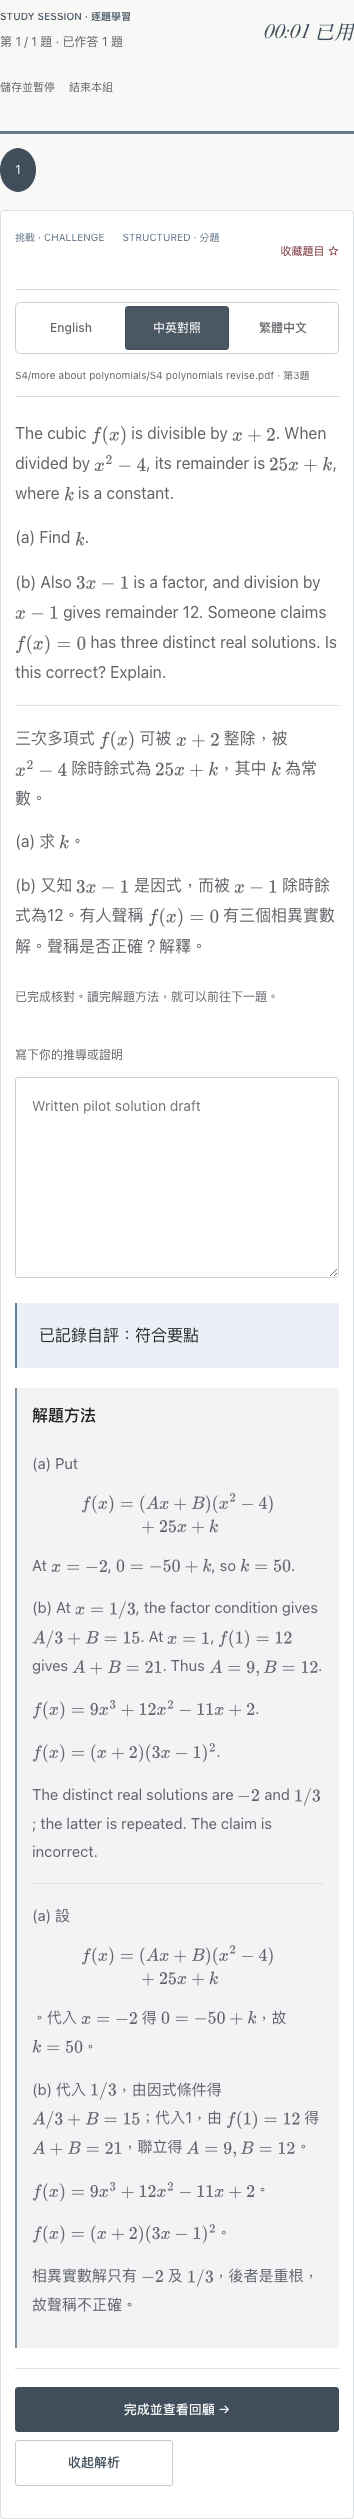 STUDY SESSION · 逐題學習
第 1 / 1 題 · 已作答 1 題
00:01 已用
儲存並暫停 結束本組
1
挑戰 · CHALLENGE STRUCTURED · 分題
收藏題目 ☆
English 中英對照 繁體中文
S4/more about polynomials/S4 polynomials revise.pdf · 第3題
The cubic f(x) is divisible by x + 2. When
divided by x² − 4, its remainder is 25x + k,
where k is a constant.
(a) Find k.
(b) Also 3x − 1 is a factor, and division by
x − 1 gives remainder 12. Someone claims
f(x) = 0 has three distinct real solutions. Is
this correct? Explain.
三次多項式 f(x) 可被 x + 2 整除，被
x² − 4 除時餘式為 25x + k，其中 k 為常
數。
(a) 求 k。
(b) 又知 3x − 1 是因式，而被 x − 1 除時餘
式為12。有人聲稱 f(x) = 0 有三個相異實數
解。聲稱是否正確？解釋。
已完成核對。讀完解題方法，就可以前往下一題。
寫下你的推導或證明
Written pilot solution draft
已記錄自評：符合要點
解題方法
(a) Put
f(x) = (Ax + B)(x² − 4)
+ 25x + k
At x = −2, 0 = −50 + k, so k = 50.
(b) At x = 1/3, the factor condition gives
A/3 + B = 15. At x = 1, f(1) = 12
gives A + B = 21. Thus A = 9, B = 12.
f(x) = 9x³ + 12x² − 11x + 2.
f(x) = (x + 2)(3x − 1)².
The distinct real solutions are −2 and 1/3
; the latter is repeated. The claim is
incorrect.
(a) 設
f(x) = (Ax + B)(x² − 4)
+ 25x + k
。代入 x = −2 得 0 = −50 + k，故
k = 50。
(b) 代入 1/3，由因式條件得
A/3 + B = 15；代入1，由 f(1) = 12 得
A + B = 21，聯立得 A = 9, B = 12。
f(x) = 9x³ + 12x² − 11x + 2。
f(x) = (x + 2)(3x − 1)²。
相異實數解只有 −2 及 1/3，後者是重根，
故聲稱不正確。
完成並查看回顧 →
收起解析